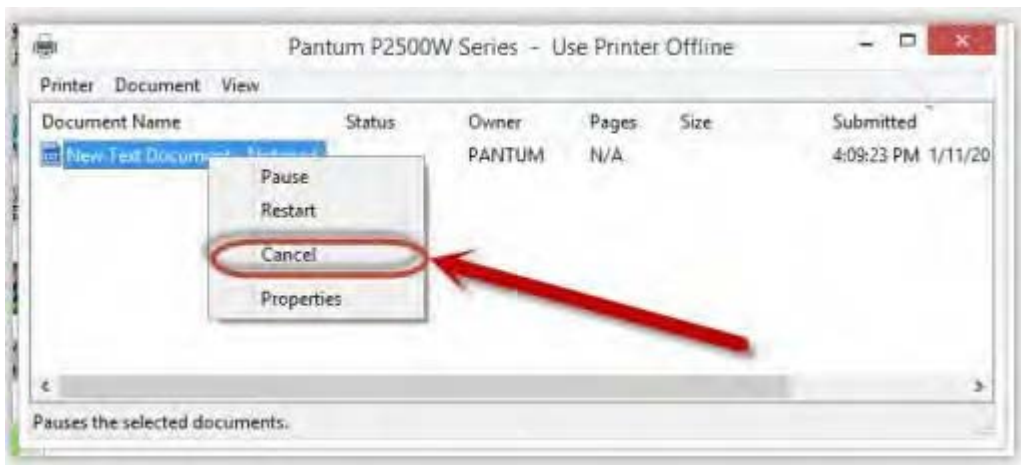 Pantum P2500W Series - Use Printer Offline
Printer Document View
Document Name Status Owner Pages Size Submitted
New Text Document - Notepad PANTUM N/A 4:09:23 PM 1/11/20
Pause
Restart
Cancel
Properties
Pauses the selected documents.